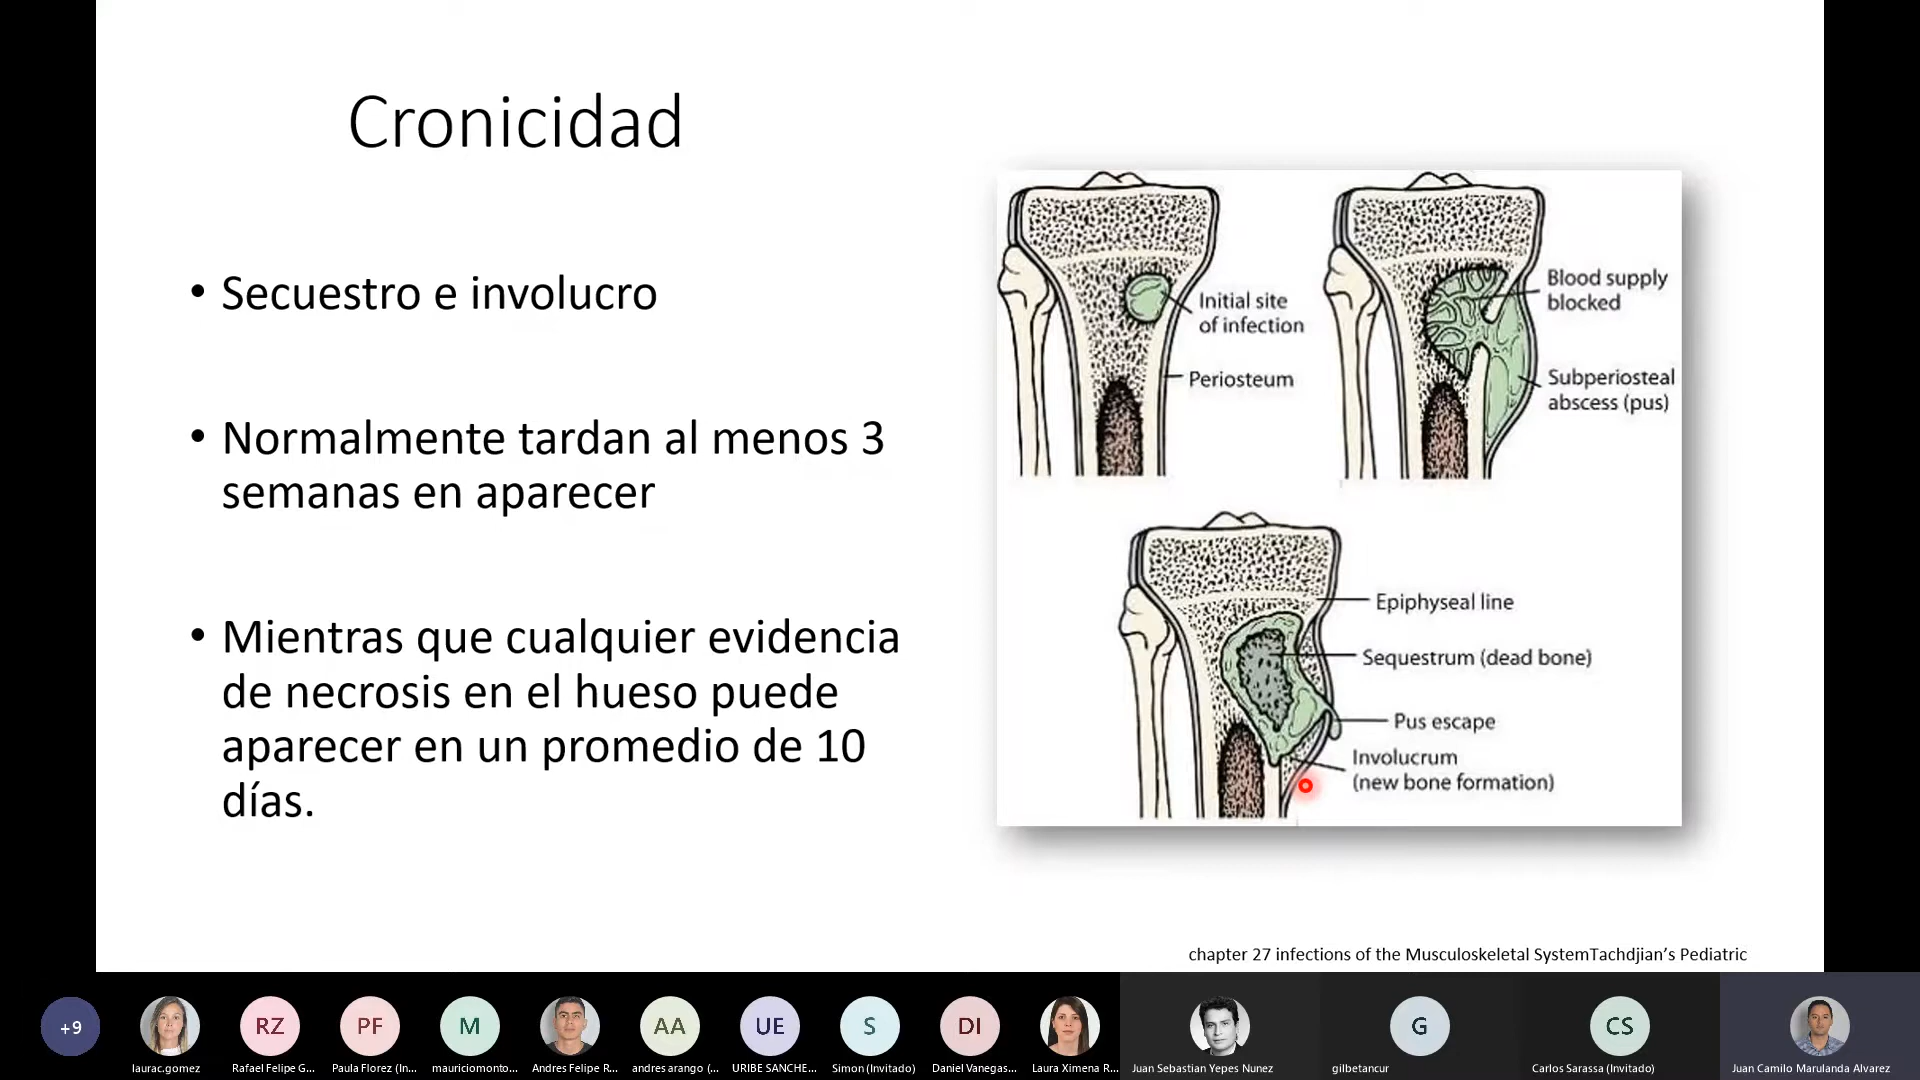 Cronicidad
• Secuestro e involucro
• Normalmente tardan al menos 3
semanas en aparecer
• Mientras que cualquier evidencia
de necrosis en el hueso puede
aparecer en un promedio de 10
días.
Initial site
of infection
Periosteum
Blood supply
blocked
Subperiosteal
abscess (pus)
Epiphyseal line
Sequestrum (dead bone)
Pus escape
Involucrum
(new bone formation)
chapter 27 infections of the Musculoskeletal SystemTachdjian’s Pediatric
+9
RZ
PF
M
AA
UE
S
DI
G
CS
laurac.gomez
Rafael Felipe G...
Paula Florez (In...
mauriciomonto...
Andres Felipe R...
andres arango (...
URIBE SANCHE...
Simon (Invitado)
Daniel Vanegas...
Laura Ximena R...
Juan Sebastian Yepes Nunez
gilbetancur
Carlos Sarassa (Invitado)
Juan Camilo Marulanda Alvarez